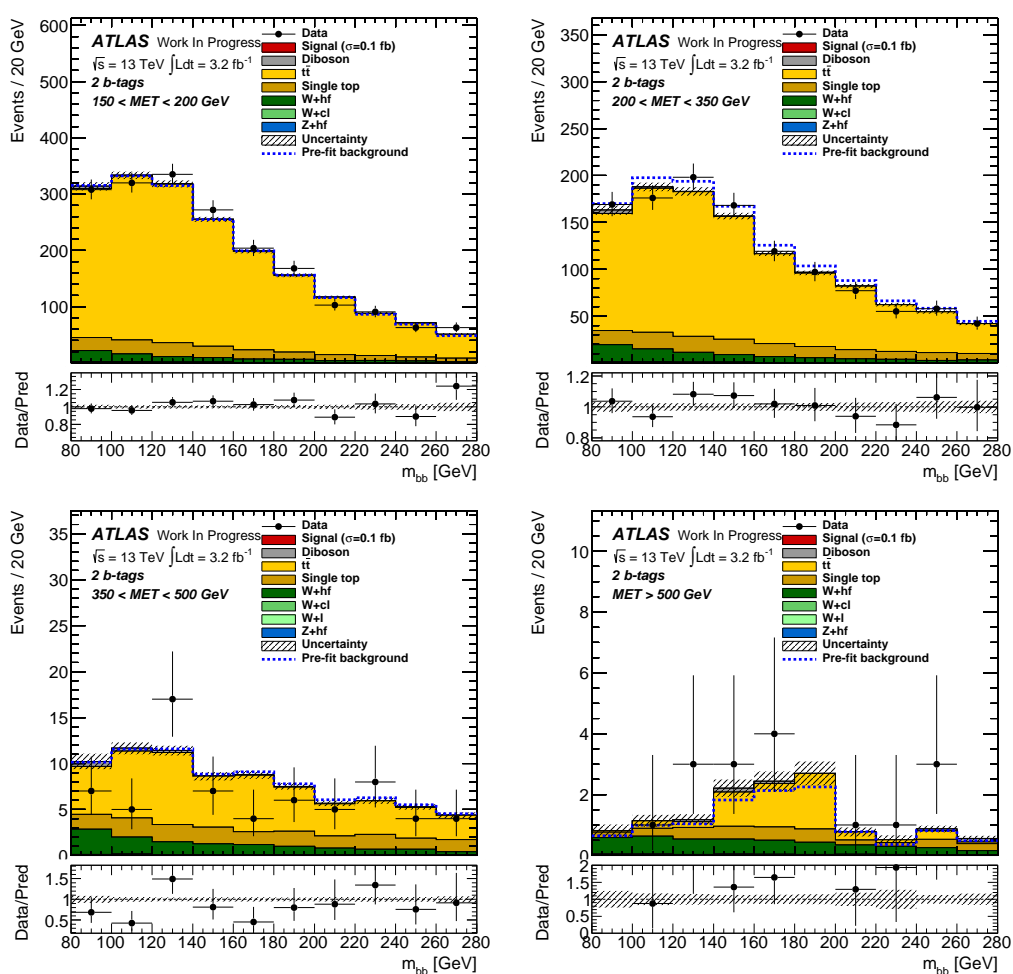 Events / 20 GeV
600
500
400
300
200
100
ATLAS Work In Progress
√s = 13 TeV ∫Ldt = 3.2 fb⁻¹
2 b-tags
150 < MET < 200 GeV
Data
Signal (σ=0.1 fb)
Diboson
tt̄
Single top
W+hf
W+cl
Z+hf
Uncertainty
Pre-fit background
Data/Pred
1.2
1
0.8
80 100 120 140 160 180 200 220 240 260 280
m_bb [GeV]
Events / 20 GeV
350
300
250
200
150
100
50
ATLAS Work In Progress
√s = 13 TeV ∫Ldt = 3.2 fb⁻¹
2 b-tags
200 < MET < 350 GeV
Data
Signal (σ=0.1 fb)
Diboson
tt̄
Single top
W+hf
W+cl
Z+hf
Uncertainty
Pre-fit background
Data/Pred
1.2
1
0.8
80 100 120 140 160 180 200 220 240 260 280
m_bb [GeV]
Events / 20 GeV
35
30
25
20
15
10
5
0
ATLAS Work In Progress
√s = 13 TeV ∫Ldt = 3.2 fb⁻¹
2 b-tags
350 < MET < 500 GeV
Data
Signal (σ=0.1 fb)
Diboson
tt̄
Single top
W+hf
W+cl
W+l
Z+hf
Uncertainty
Pre-fit background
Data/Pred
1.5
1
0.5
80 100 120 140 160 180 200 220 240 260 280
m_bb [GeV]
Events / 20 GeV
10
8
6
4
2
0
ATLAS Work In Progress
√s = 13 TeV ∫Ldt = 3.2 fb⁻¹
2 b-tags
MET > 500 GeV
Data
Signal (σ=0.1 fb)
Diboson
tt̄
Single top
W+hf
W+cl
W+l
Z+hf
Uncertainty
Pre-fit background
Data/Pred
2
1.5
1
0.5
0
80 100 120 140 160 180 200 220 240 260 280
m_bb [GeV]